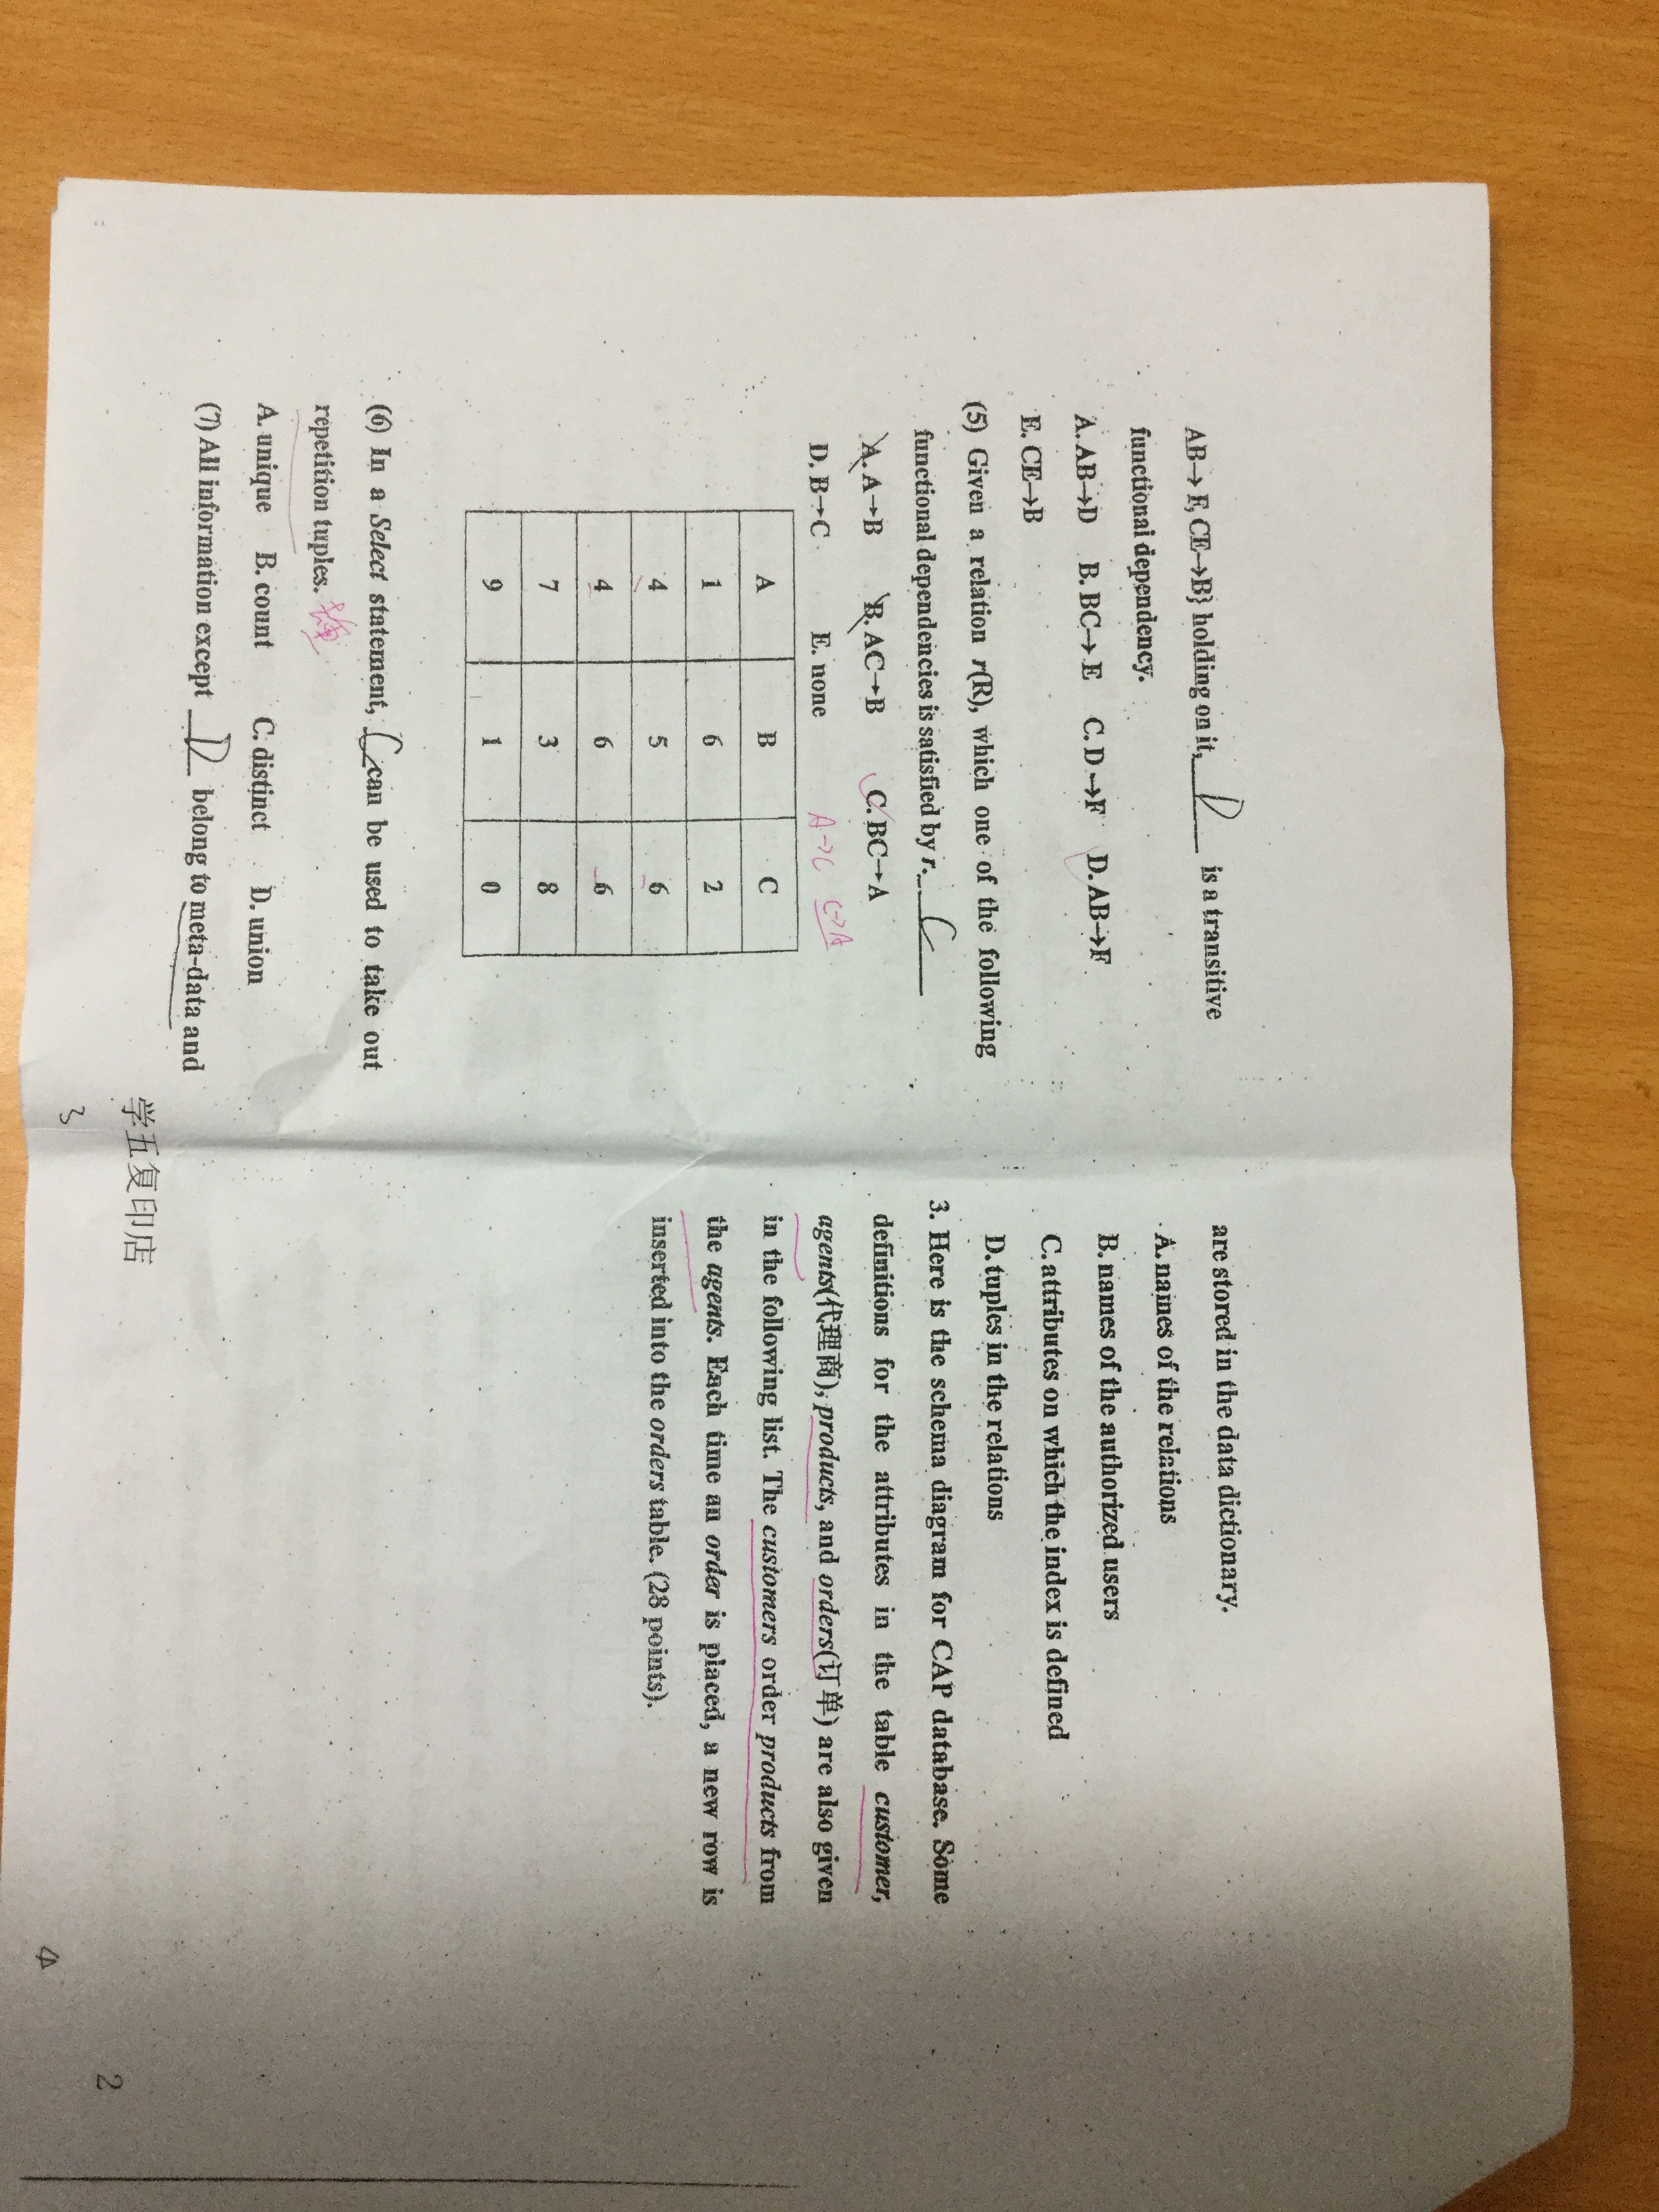 AB→ F, CE→B} holding on it, D is a transitive
functional dependency.
A. AB→D B. BC→ E C. D →F D. AB→F
E. CE→B
(5) Given a relation r(R), which one of the following
functional dependencies is satisfied by r. C
A. A→B B. AC→B C. BC→A
D. B→C E. none A→C C→A
A B C
1 6 2
4 5 6
4 6 6
7 3 8
9 1 0
(6) In a Select statement, C can be used to take out
repetition tuples.
A. unique B. count C. distinct D. union
(7) All information except D belong to meta-data and
are stored in the data dictionary.
A. names of the relations
B. names of the authorized users
C. attributes on which the index is defined
D. tuples in the relations
3. Here is the schema diagram for CAP database. Some
definitions for the attributes in the table customer,
agents(代理商), products, and orders(订单) are also given
in the following list. The customers order products from
the agents. Each time an order is placed, a new row is
inserted into the orders table. (28 points).
学五复印店
2
3
4